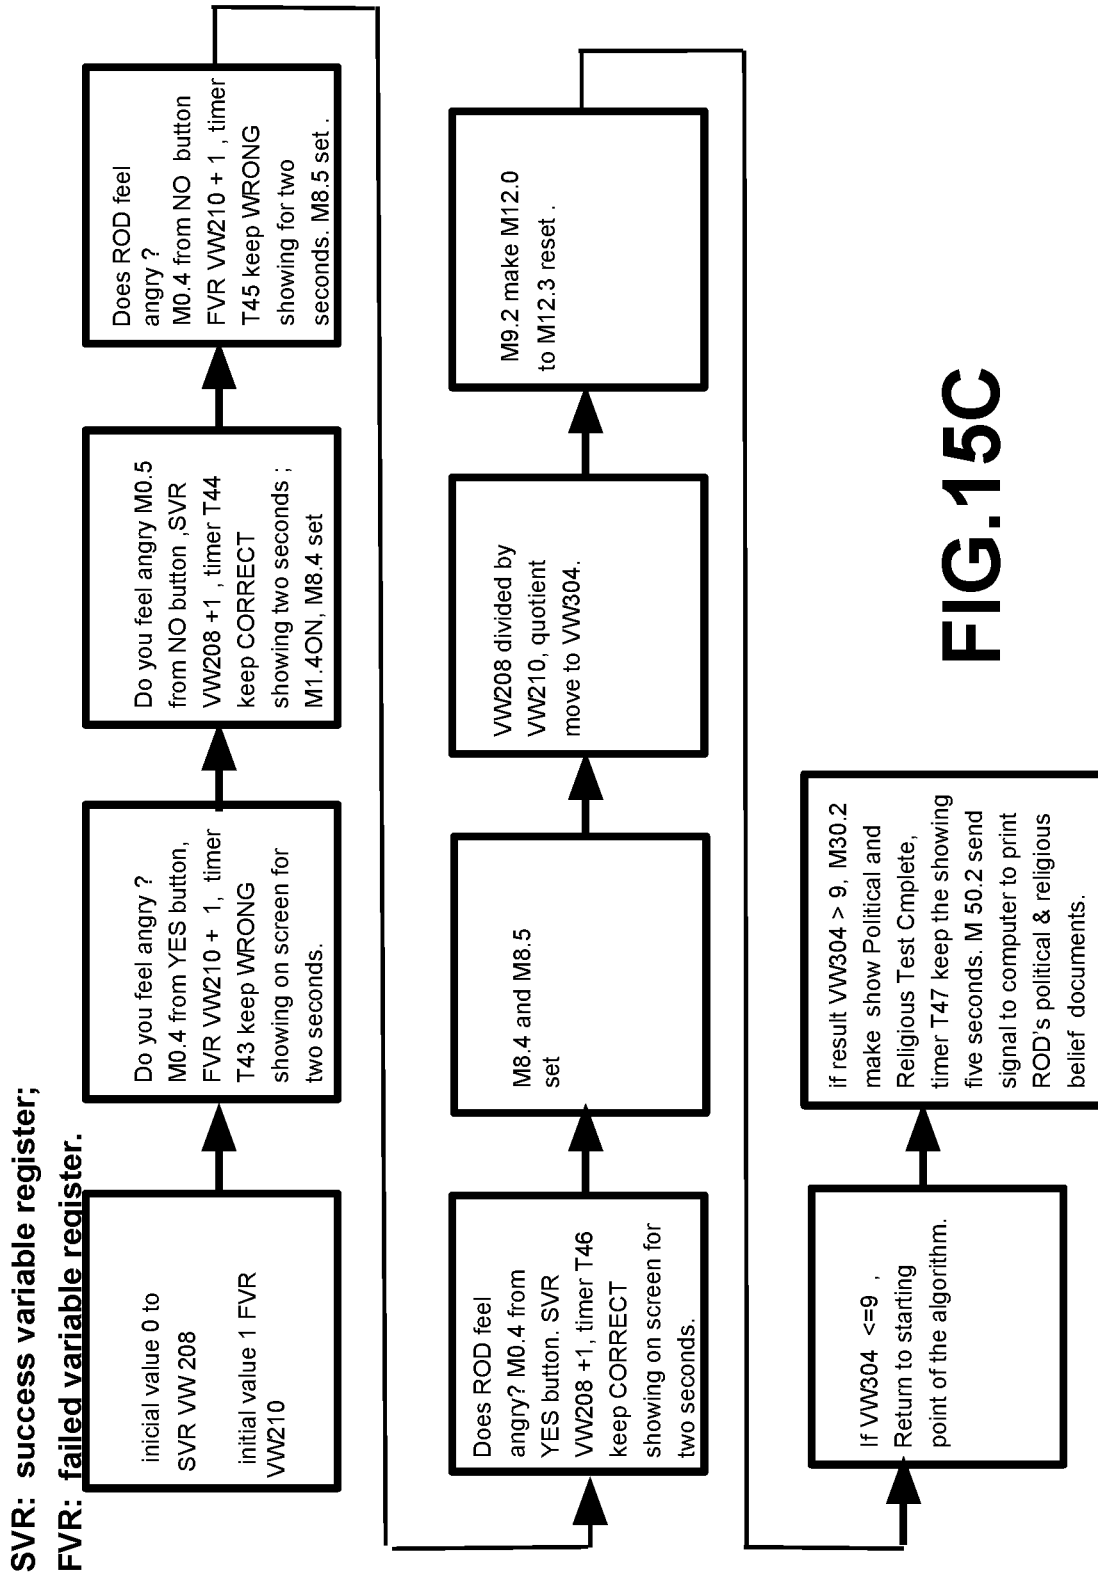 SVR: success variable register;
FVR: failed variable register.
inicial value 0 to
SVR VW 208
initial value 1 FVR
VW210
Do you feel angry ?
M0.4 from YES button,
FVR VW210 + 1, timer
T43 keep WRONG
showing on screen for
two seconds.
Do you feel angry M0.5
from NO button ,SVR
VW208 +1 , timer T44
keep CORRECT
showing two seconds ;
M1.4ON, M8.4 set
Does ROD feel
angry ?
M0.4 from NO button
FVR VW210 + 1 , timer
T45 keep WRONG
showing for two
seconds. M8.5 set .
Does ROD feel
angry? M0.4 from
YES button. SVR
VW208 +1, timer T46
keep CORRECT
showing on screen for
two seconds.
M8.4 and M8.5
set
VW208 divided by
VW210, quotient
move to VW304.
M9.2 make M12.0
to M12.3 reset .
If VW304 <=9 ,
Return to starting
point of the algorithm.
if result VW304 > 9, M30.2
make show Political and
Religious Test Cmplete,
timer T47 keep the showing
five seconds. M 50.2 send
signal to computer to print
ROD's political & religious
belief documents.
FIG.15C